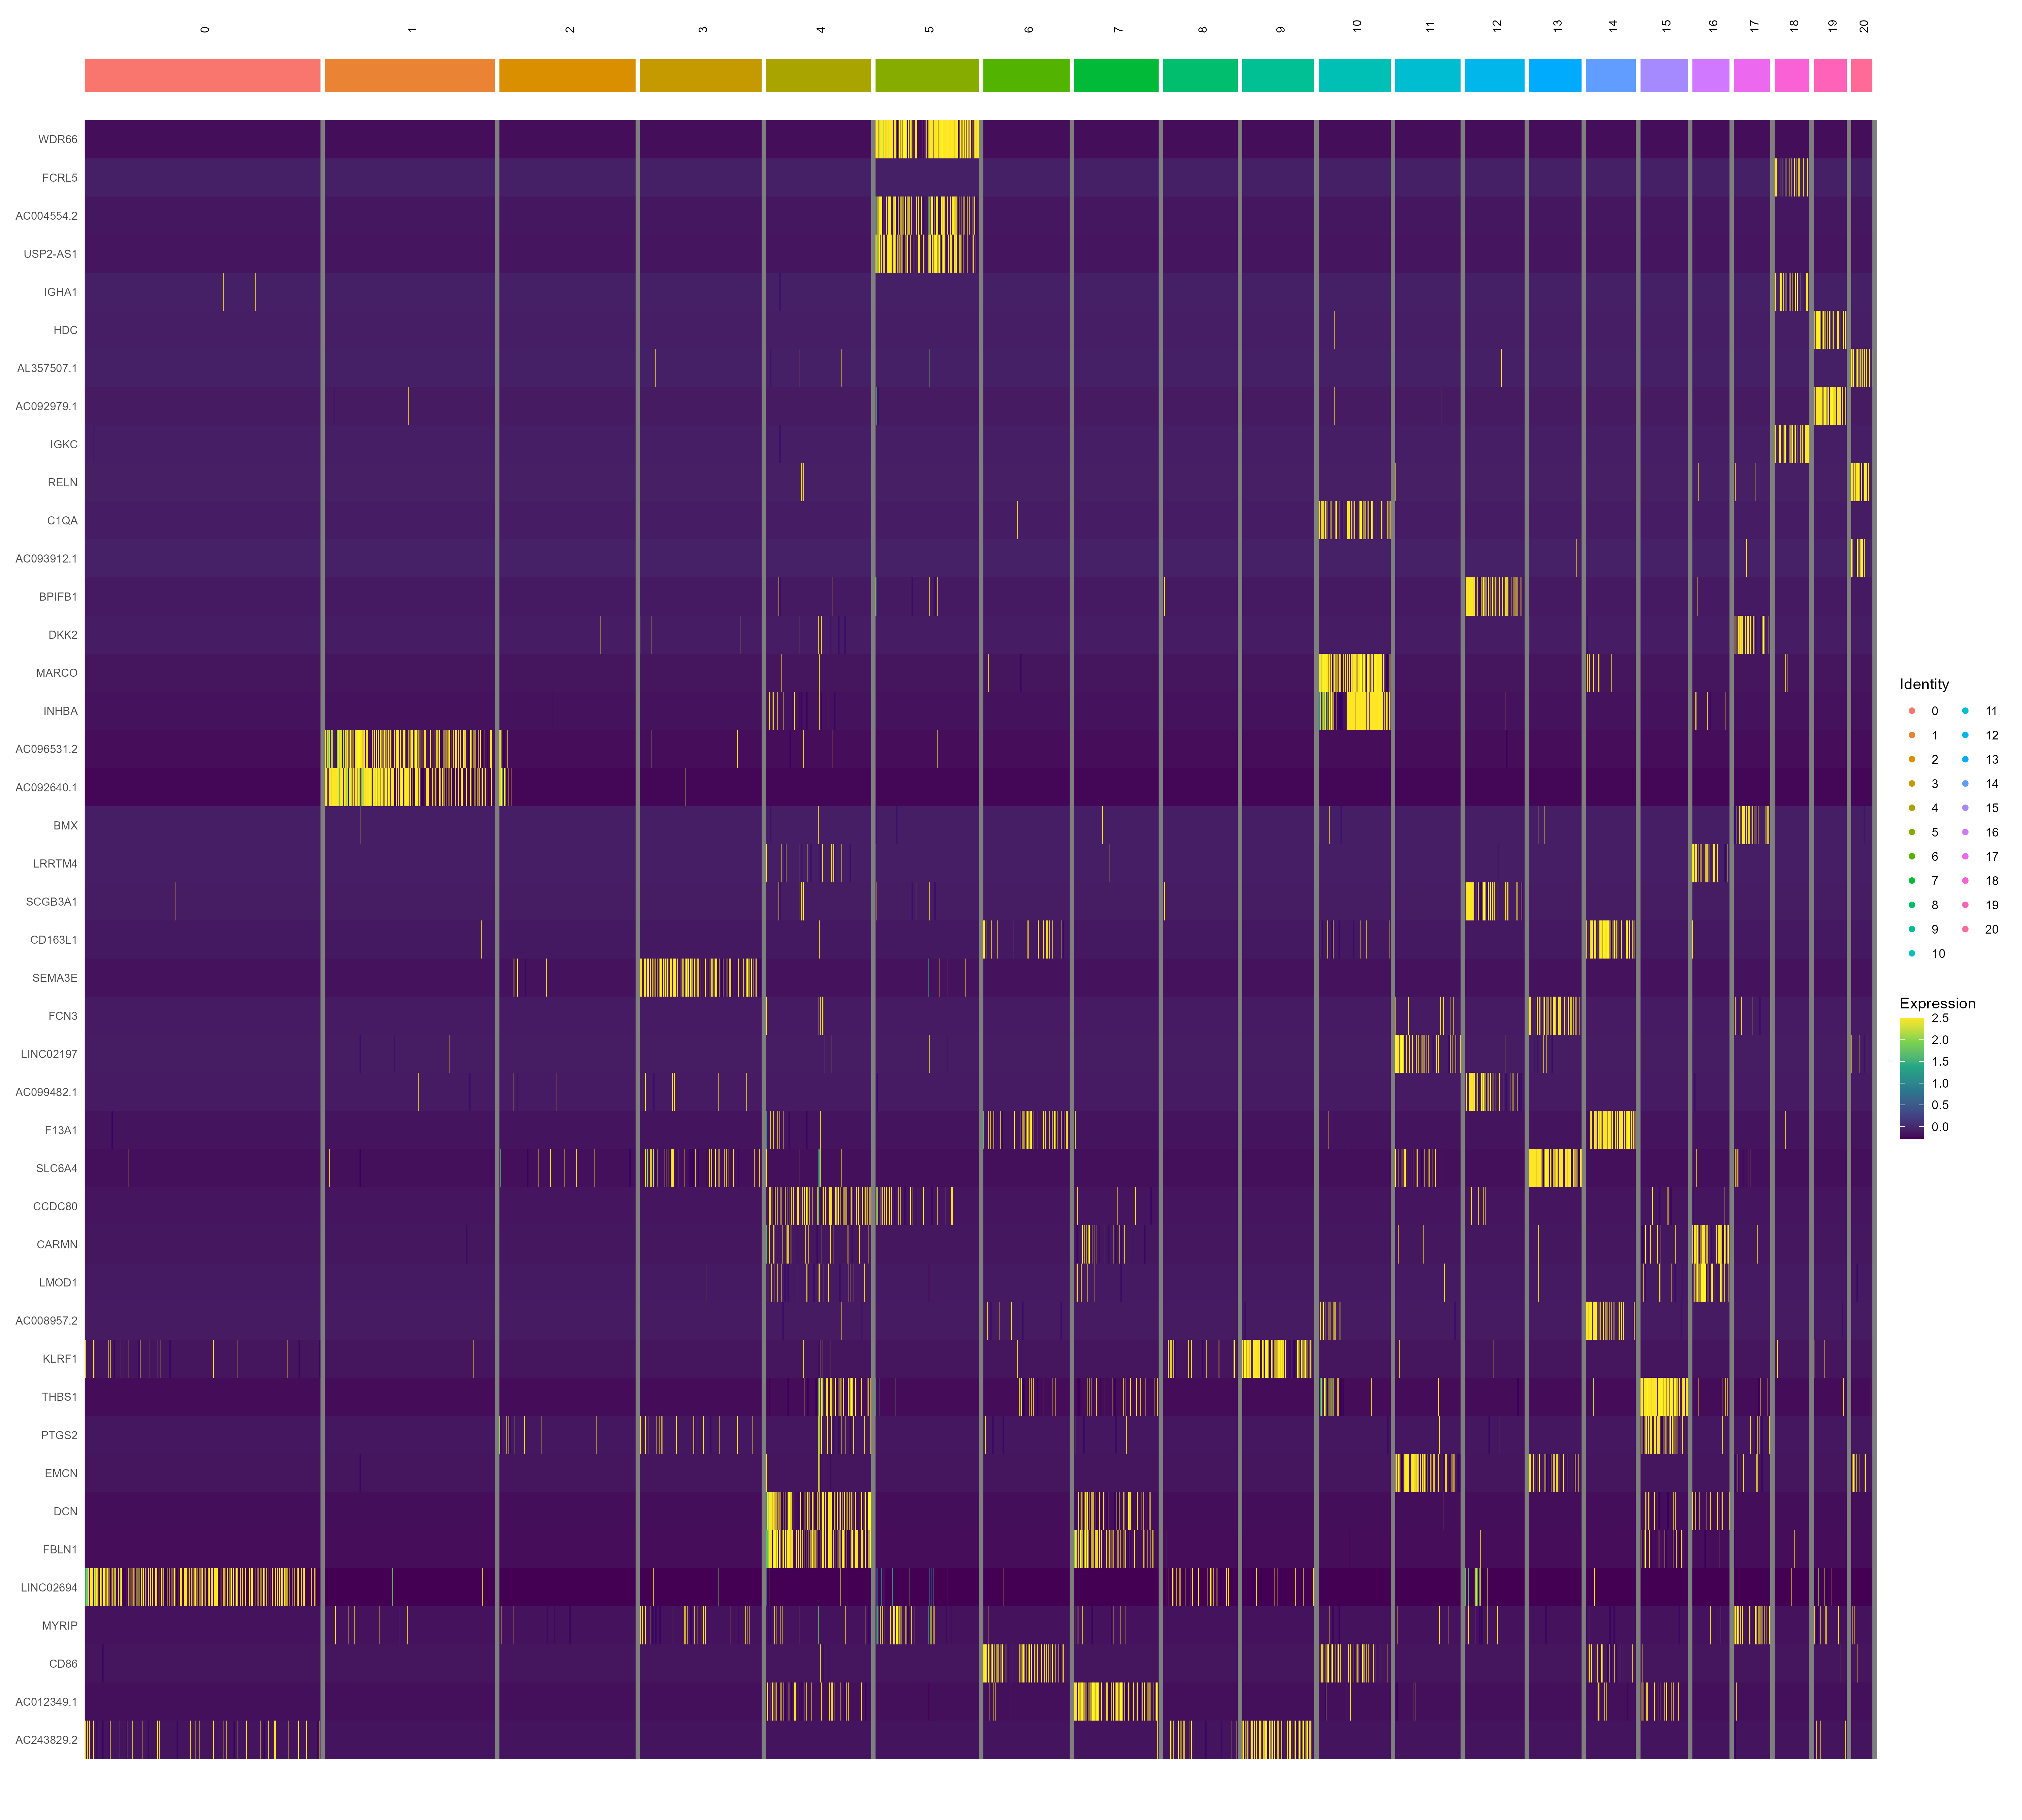 0 1 2 3 4 5 6 7 8 9 10 11 12 13 14 15 16 17 18 19 20
WDR66
FCRL5
AC004554.2
USP2-AS1
IGHA1
HDC
AL357507.1
AC092979.1
IGKC
RELN
C1QA
AC093912.1
BPIFB1
DKK2
MARCO
INHBA
AC096531.2
AC092640.1
BMX
LRRTM4
SCGB3A1
CD163L1
SEMA3E
FCN3
LINC02197
AC099482.1
F13A1
SLC6A4
CCDC80
CARMN
LMOD1
AC008957.2
KLRF1
THBS1
PTGS2
EMCN
DCN
FBLN1
LINC02694
MYRIP
CD86
AC012349.1
AC243829.2
Identity
0 11
1 12
2 13
3 14
4 15
5 16
6 17
7 18
8 19
9 20
10
Expression
2.5
2.0
1.5
1.0
0.5
0.0